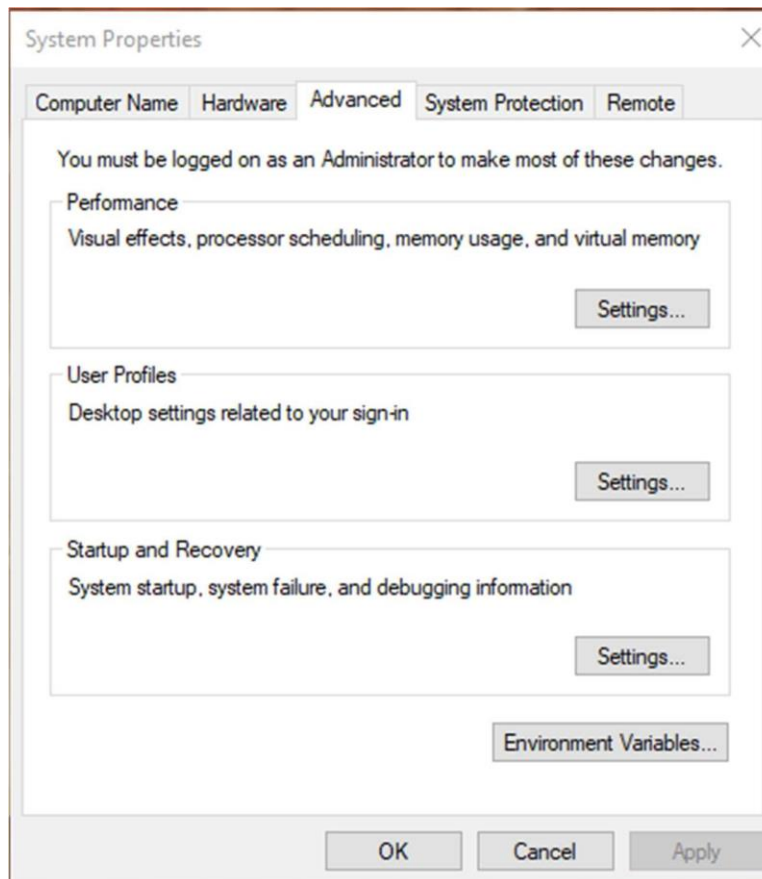 System Properties
Computer Name Hardware Advanced System Protection Remote
You must be logged on as an Administrator to make most of these changes.
Performance
Visual effects, processor scheduling, memory usage, and virtual memory
Settings...
User Profiles
Desktop settings related to your sign-in
Settings...
Startup and Recovery
System startup, system failure, and debugging information
Settings...
Environment Variables...
OK Cancel Apply